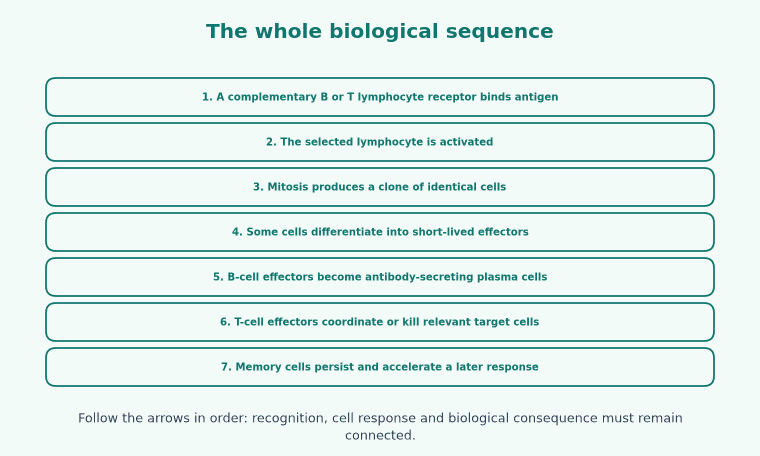 The whole biological sequence
1. A complementary B or T lymphocyte receptor binds antigen
2. The selected lymphocyte is activated
3. Mitosis produces a clone of identical cells
4. Some cells differentiate into short-lived effectors
5. B-cell effectors become antibody-secreting plasma cells
6. T-cell effectors coordinate or kill relevant target cells
7. Memory cells persist and accelerate a later response
Follow the arrows in order: recognition, cell response and biological consequence must remain
connected.